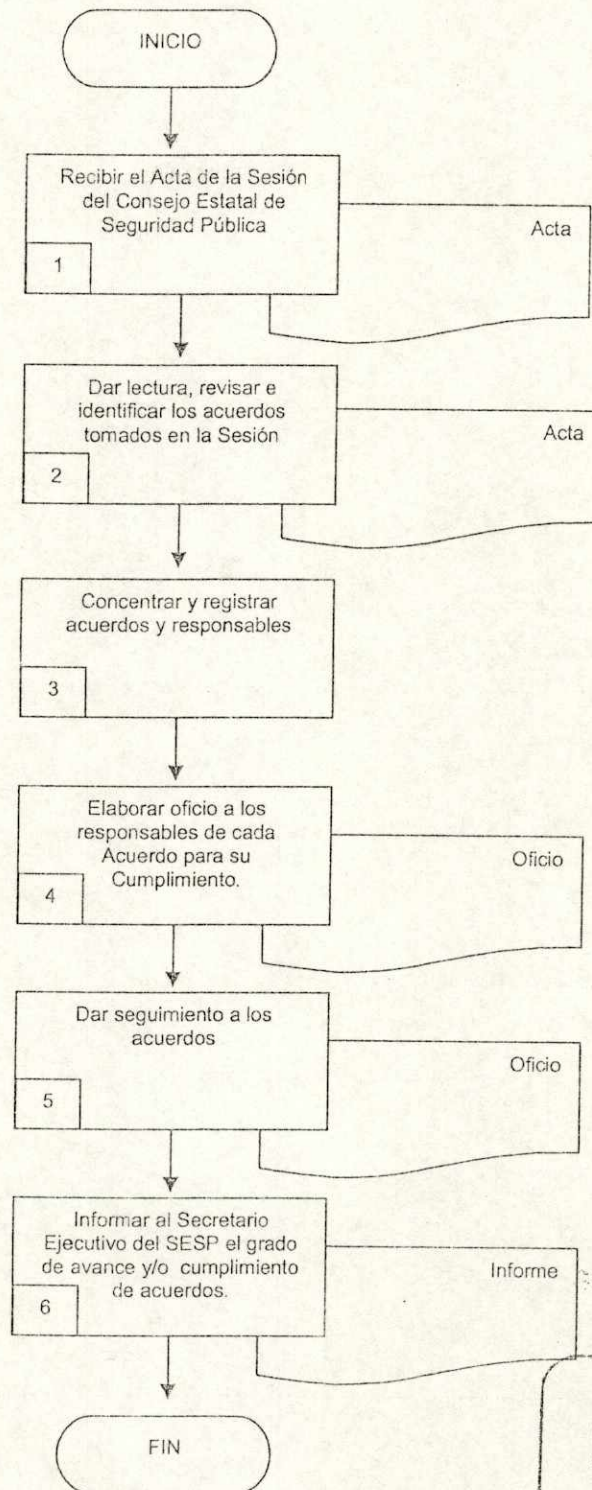 INICIO
Recibir el Acta de la Sesión
del Consejo Estatal de
Seguridad Pública
1
Acta
Dar lectura, revisar e
identificar los acuerdos
tomados en la Sesión
2
Acta
Concentrar y registrar
acuerdos y responsables
3
Elaborar oficio a los
responsables de cada
Acuerdo para su
Cumplimiento.
4
Oficio
Dar seguimiento a los
acuerdos
5
Oficio
Informar al Secretario
Ejecutivo del SESP el grado
de avance y/o cumplimiento
de acuerdos.
6
Informe
FIN